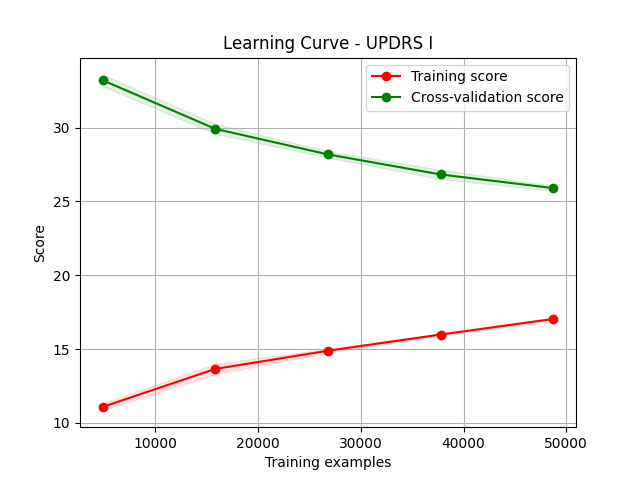 Learning Curve - UPDRS I
Training score
Cross-validation score
Score
30
25
20
15
10
10000 20000 30000 40000 50000
Training examples